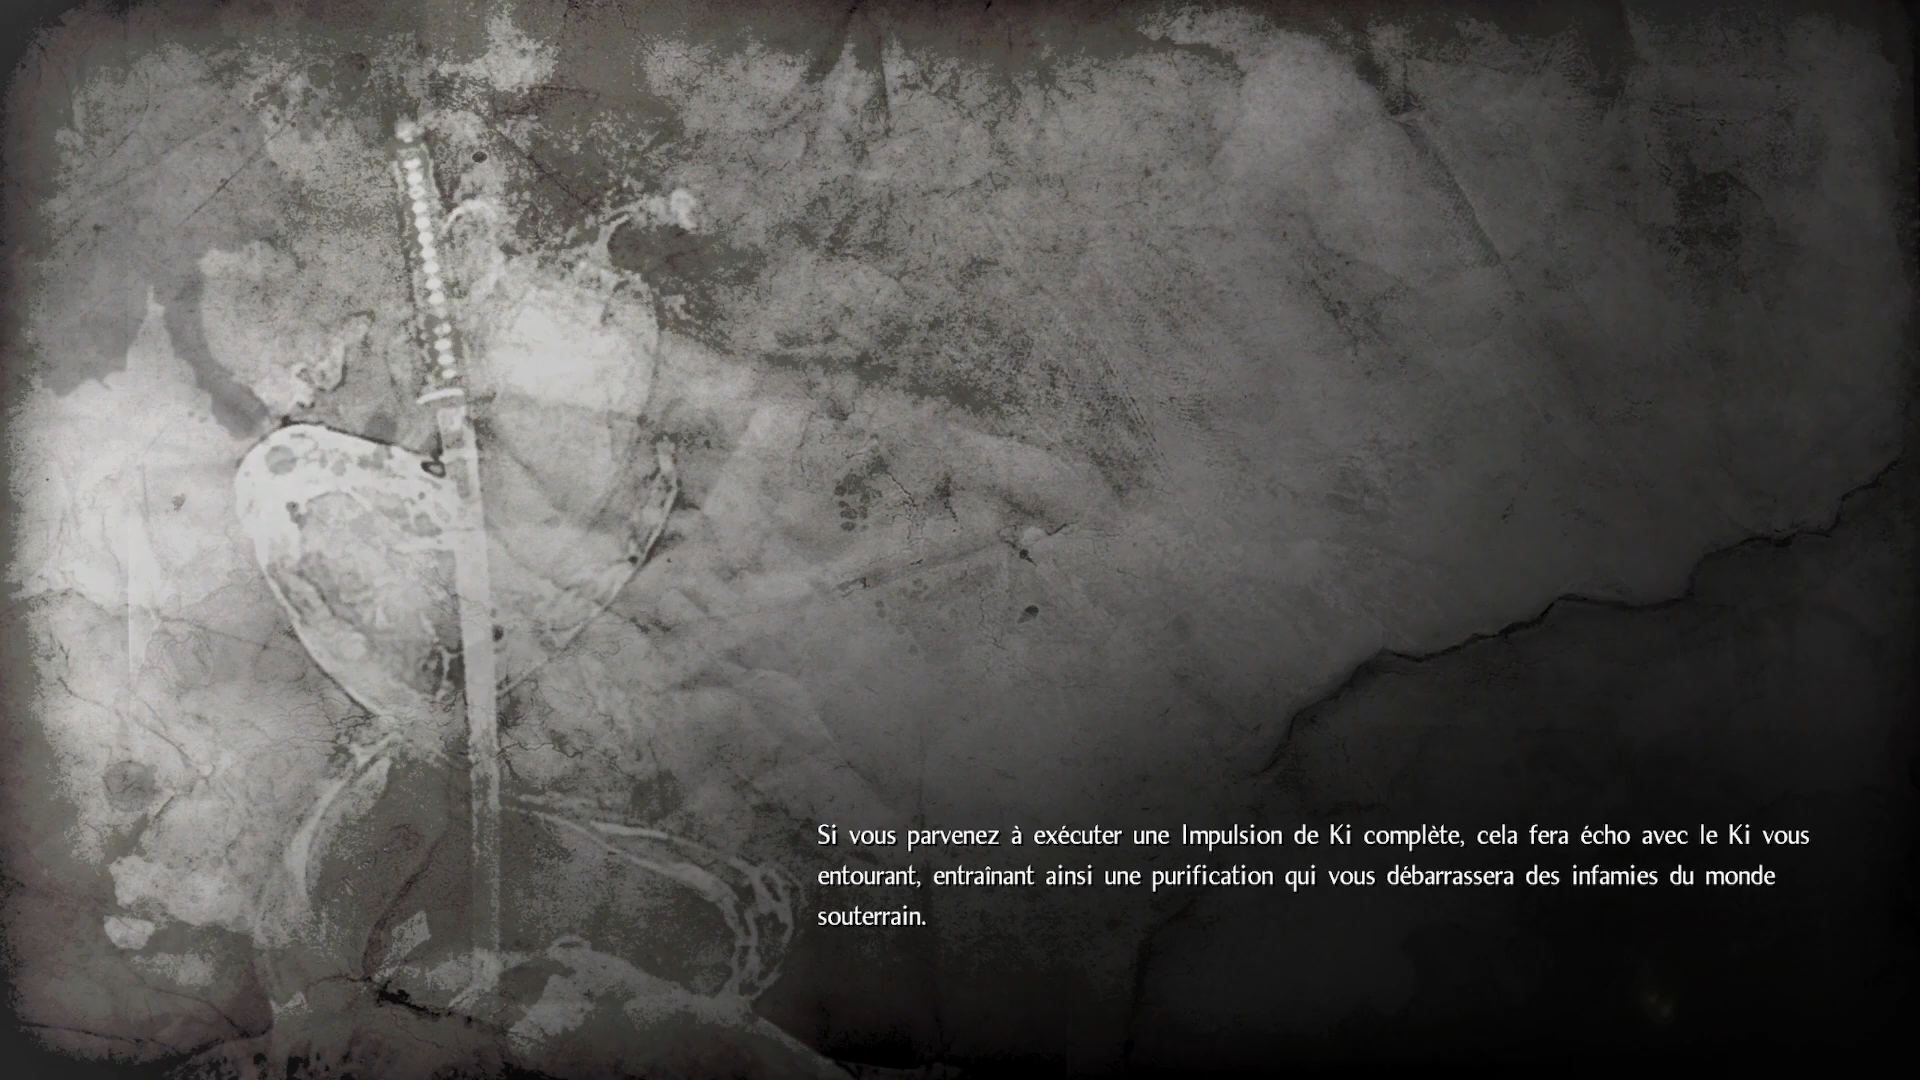 Si vous parvenez à exécuter une Impulsion de Ki complète, cela fera écho avec le Ki vous
entourant, entraînant ainsi une purification qui vous débarrassera des infamies du monde
souterrain.